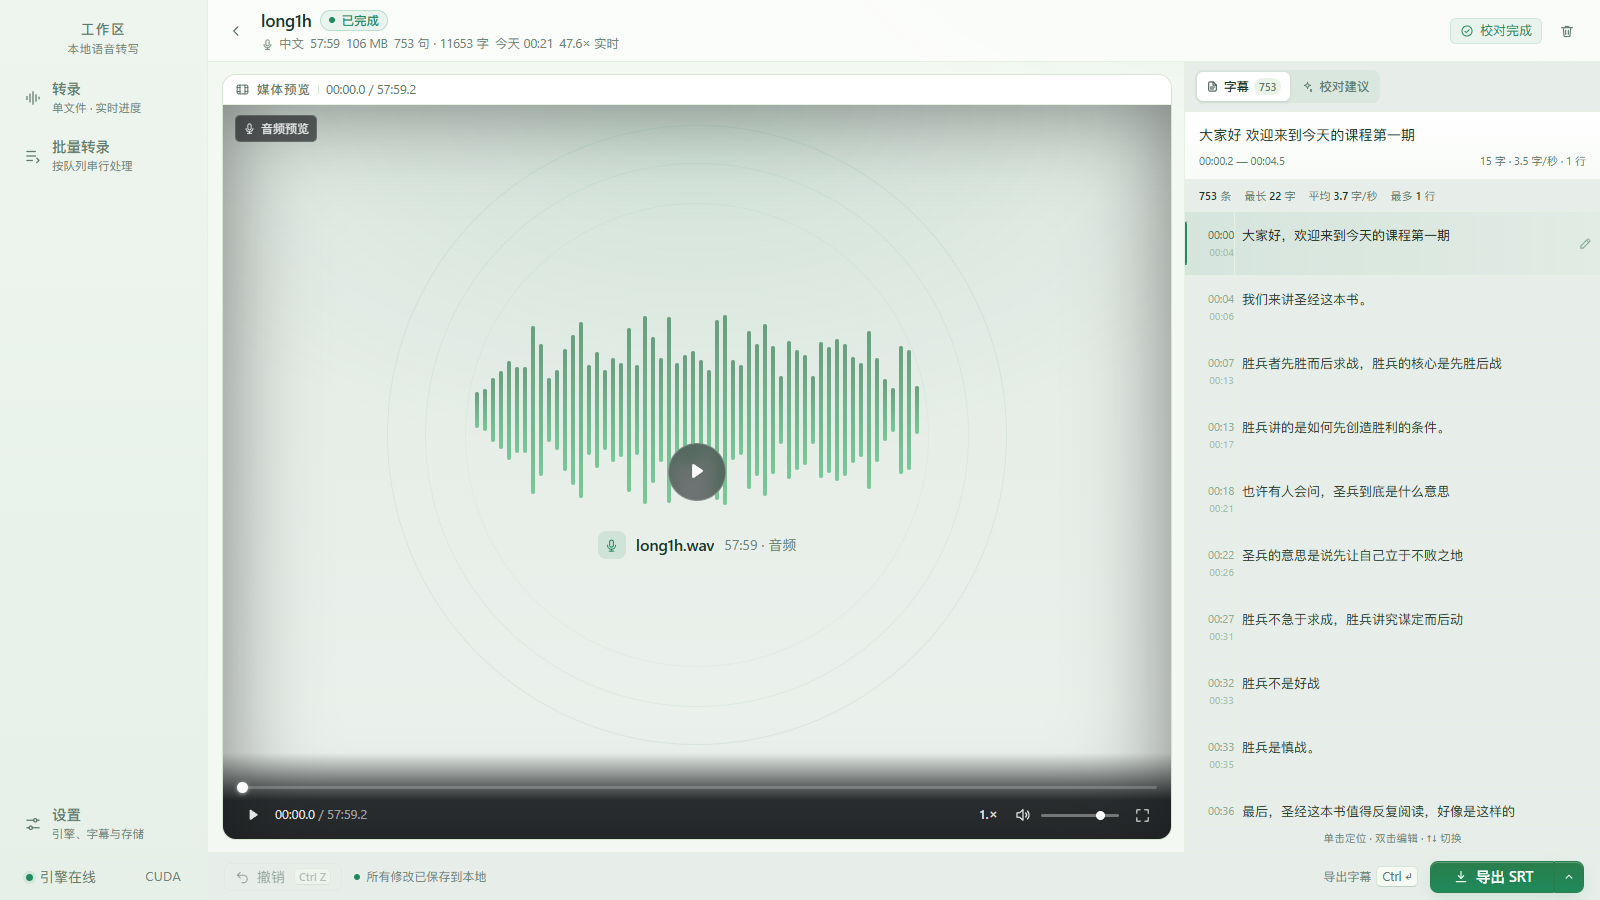 工作区
本地语音转写
转录
单文件 · 实时进度
批量转录
按队列串行处理
设置
引擎、字幕与存储
引擎在线 CUDA
long1h 已完成
中文 57:59 106 MB 753 句 · 11653 字 今天 00:21 47.6× 实时
校对完成
媒体预览 00:00.0 / 57:59.2
音频预览
long1h.wav 57:59 · 音频
00:00.0 / 57:59.2
1.×
撤销 Ctrl Z
所有修改已保存到本地
字幕 753 校对建议
大家好 欢迎来到今天的课程第一期
00:00.2 — 00:04.5 15 字 · 3.5 字/秒 · 1 行
753 条 最长 22 字 平均 3.7 字/秒 最多 1 行
00:00 大家好，欢迎来到今天的课程第一期
00:04
00:04 我们来讲圣经这本书。
00:06
00:07 胜兵者先胜而后求战，胜兵的核心是先胜后战
00:13
00:13 胜兵讲的是如何先创造胜利的条件。
00:17
00:18 也许有人会问，圣兵到底是什么意思
00:21
00:22 圣兵的意思是说先让自己立于不败之地
00:26
00:27 胜兵不急于求成，胜兵讲究谋定而后动
00:31
00:32 胜兵不是好战
00:33
00:33 胜兵是慎战。
00:35
00:36 最后，圣经这本书值得反复阅读，好像是这样的
单击定位 · 双击编辑 · ↑↓ 切换
导出字幕 Ctrl ↵
导出 SRT